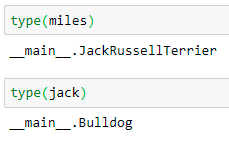 type(miles)
__main__.JackRussellTerrier
type(jack)
__main__.Bulldog